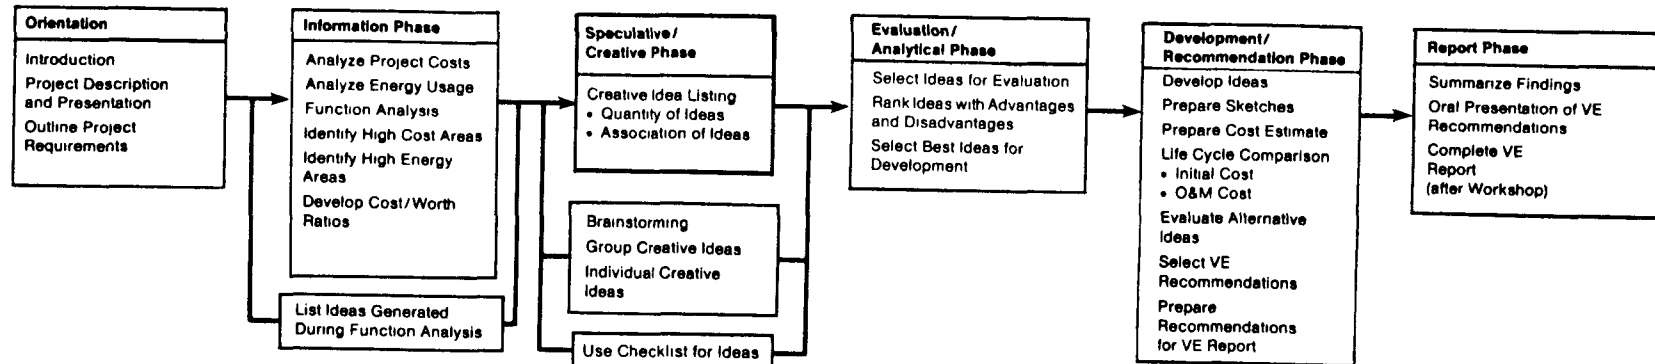 Orientation
Introduction
Project Description
and Presentation
Outline Project
Requirements
Information Phase
Analyze Project Costs
Analyze Energy Usage
Function Analysis
Identify High Cost Areas
Identify High Energy
Areas
Develop Cost/Worth
Ratios
List Ideas Generated
During Function Analysis
Speculative/
Creative Phase
Creative Idea Listing
• Quantity of Ideas
• Association of Ideas
Brainstorming
Group Creative Ideas
Individual Creative
Ideas
Use Checklist for Ideas
Evaluation/
Analytical Phase
Select Ideas for Evaluation
Rank Ideas with Advantages
and Disadvantages
Select Best Ideas for
Development
Development/
Recommendation Phase
Develop Ideas
Prepare Sketches
Prepare Cost Estimate
Life Cycle Comparison
• Initial Cost
• O&M Cost
Evaluate Alternative
Ideas
Select VE
Recommendations
Prepare
Recommendations
for VE Report
Report Phase
Summarize Findings
Oral Presentation of VE
Recommendations
Complete VE
Report
(after Workshop)